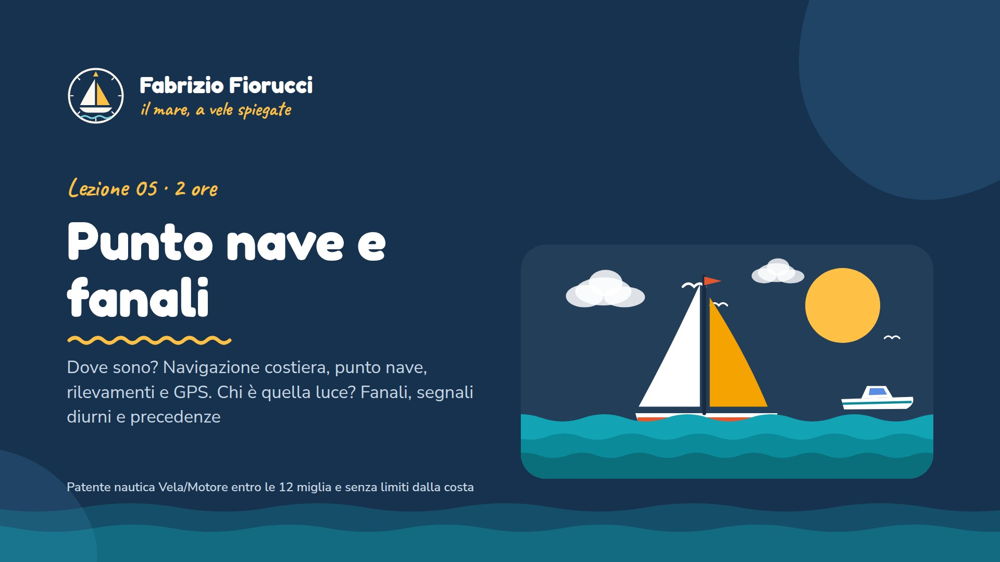 Fabrizio Fiorucci
il mare, a vele spiegate
Lezione 05 · 2 ore
Punto nave e
fanali
Dove sono? Navigazione costiera, punto nave,
rilevamenti e GPS. Chi è quella luce? Fanali, segnali
diurni e precedenze
Patente nautica Vela/Motore entro le 12 miglia e senza limiti dalla costa